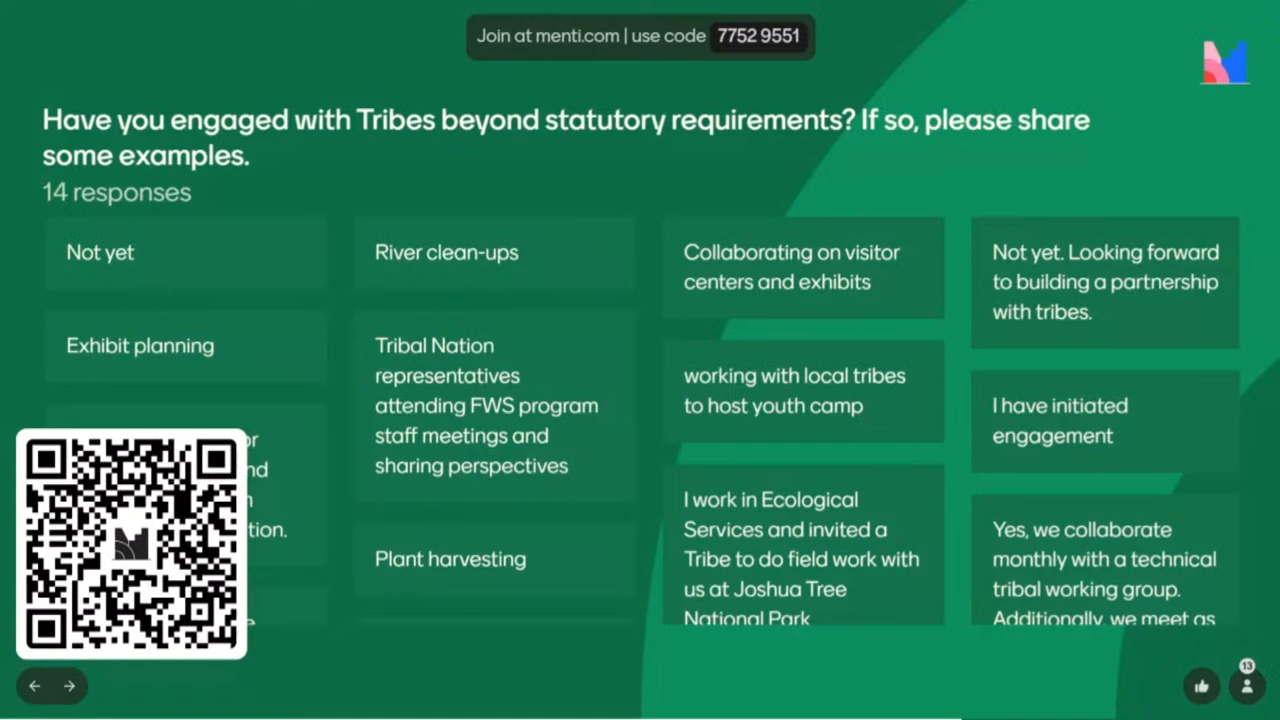 Join at menti.com | use code 7752 9551
Have you engaged with Tribes beyond statutory requirements? If so, please share
some examples.
14 responses
Not yet
Exhibit planning
tion.
River clean-ups
Tribal Nation
representatives
attending FWS program
staff meetings and
sharing perspectives
Plant harvesting
Collaborating on visitor
centers and exhibits
working with local tribes
to host youth camp
I work in Ecological
Services and invited a
Tribe to do field work with
us at Joshua Tree
National Park
Not yet. Looking forward
to building a partnership
with tribes.
I have initiated
engagement
Yes, we collaborate
monthly with a technical
tribal working group.
Additionally, we meet as
13